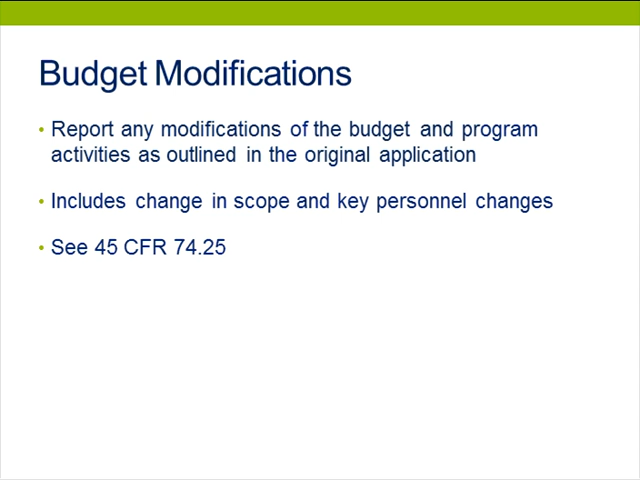 Budget Modifications
• Report any modifications of the budget and program
activities as outlined in the original application
• Includes change in scope and key personnel changes
• See 45 CFR 74.25